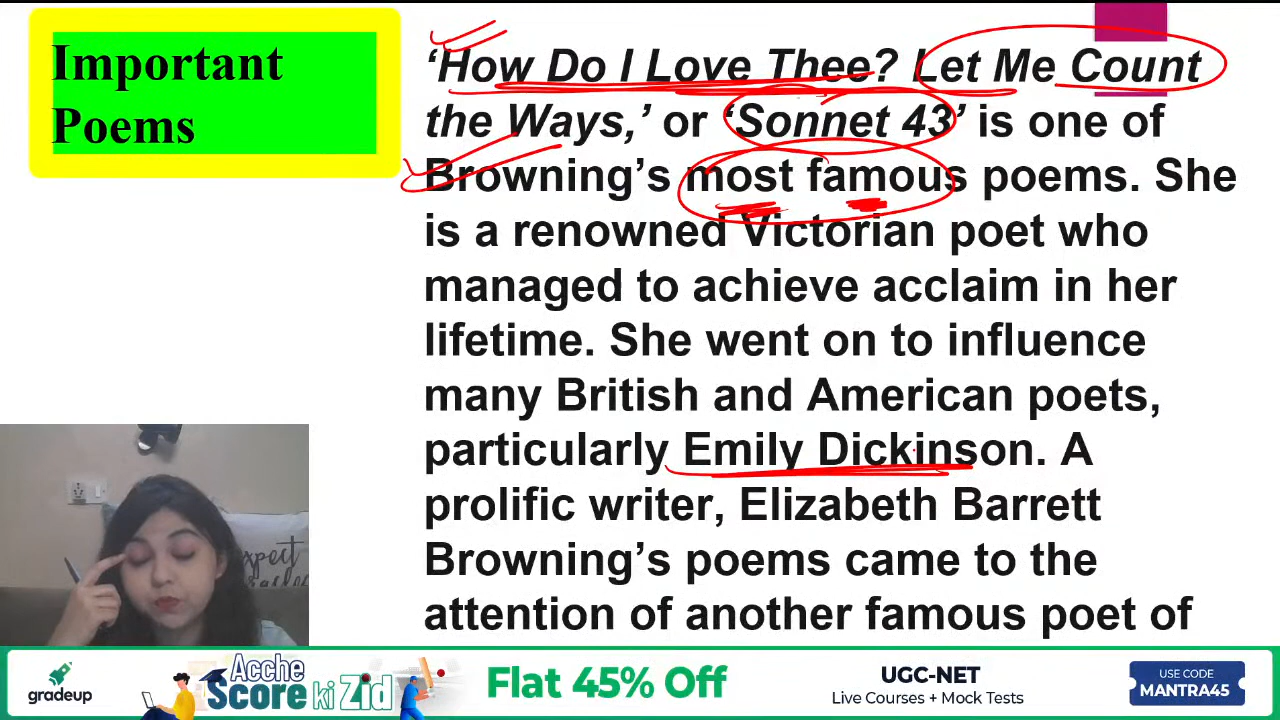 Important
Poems
‘How Do I Love Thee? Let Me Count
the Ways,’ or ‘Sonnet 43’ is one of
Browning’s most famous poems. She
is a renowned Victorian poet who
managed to achieve acclaim in her
lifetime. She went on to influence
many British and American poets,
particularly Emily Dickinson. A
prolific writer, Elizabeth Barrett
Browning’s poems came to the
attention of another famous poet of
gradeup
Acche
Score ki Zid
Flat 45% Off
UGC-NET
Live Courses + Mock Tests
USE CODE
MANTRA45